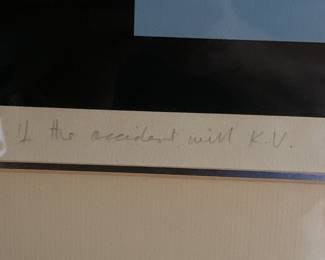 If the accident will K.V.